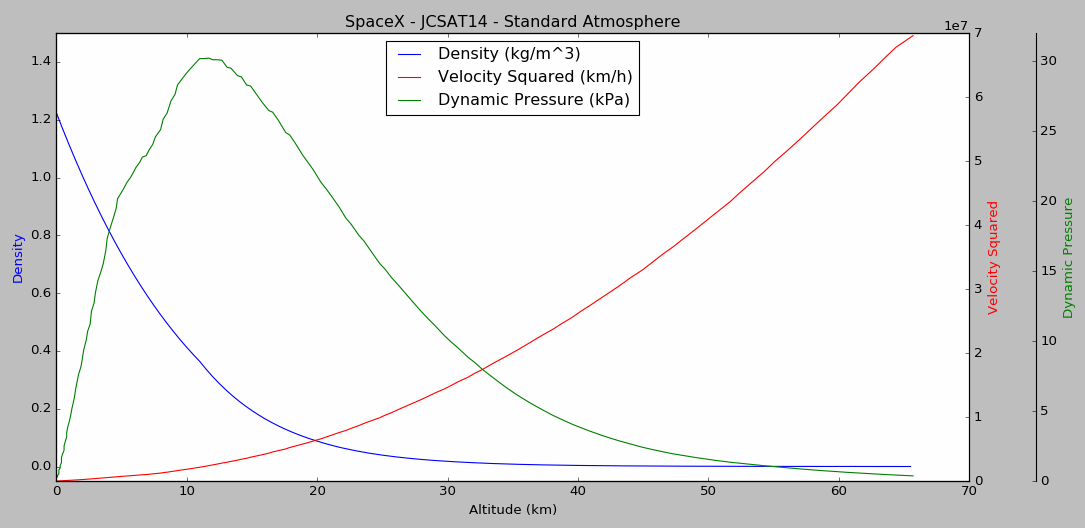 SpaceX - JCSAT14 - Standard Atmosphere
1e7
Density (kg/m^3)
Velocity Squared (km/h)
Dynamic Pressure (kPa)
1.4
1.2
1.0
0.8
0.6
0.4
0.2
0.0
Density
0 10 20 30 40 50 60 70
Altitude (km)
7
6
5
4
3
2
1
0
Velocity Squared
30
25
20
15
10
5
0
Dynamic Pressure